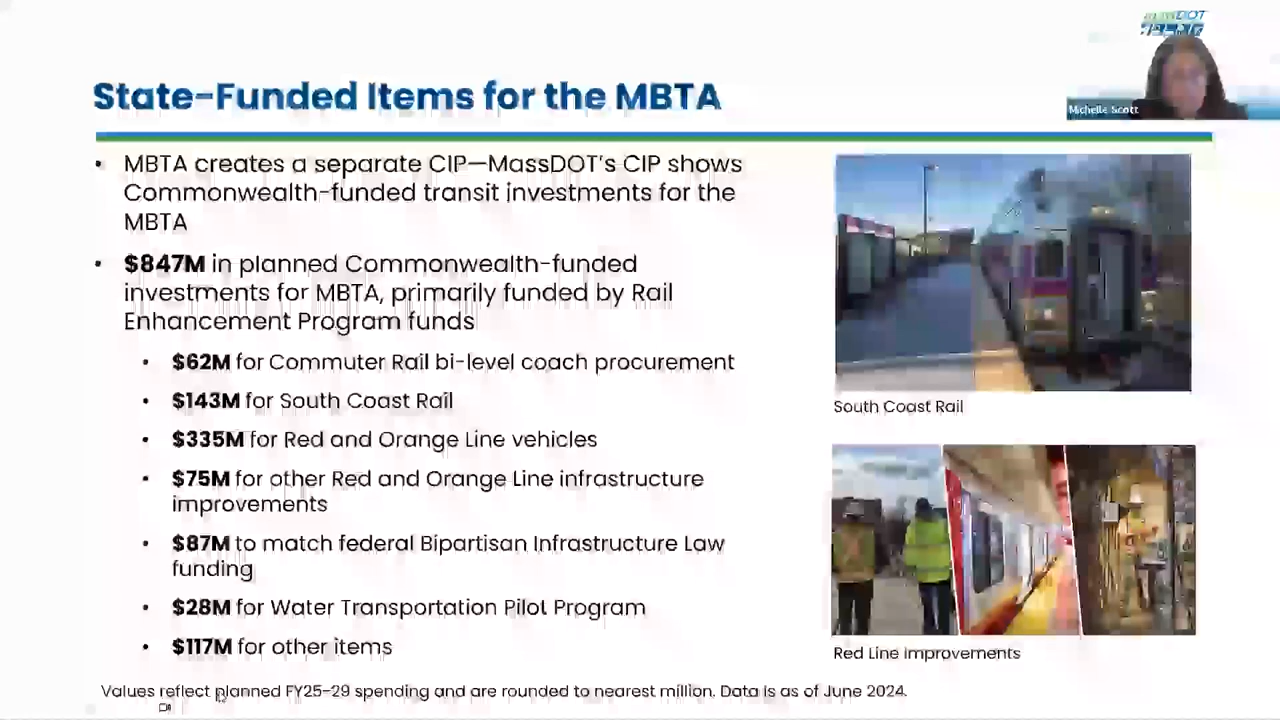 State-Funded Items for the MBTA
Michelle Scott
• MBTA creates a separate CIP—MassDOT's CIP shows
Commonwealth-funded transit investments for the
MBTA
• $847M in planned Commonwealth-funded
investments for MBTA, primarily funded by Rail
Enhancement Program funds
• $62M for Commuter Rail bi-level coach procurement
• $143M for South Coast Rail
• $335M for Red and Orange Line vehicles
• $75M for other Red and Orange Line infrastructure
improvements
• $87M to match federal Bipartisan Infrastructure Law
funding
• $28M for Water Transportation Pilot Program
• $117M for other items
South Coast Rail
Red Line Improvements
Values reflect planned FY25-29 spending and are rounded to nearest million. Data is as of June 2024.